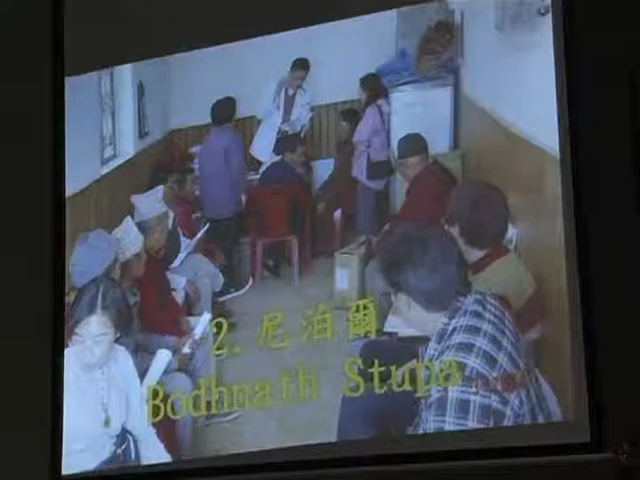 2. 尼泊爾
Bodhnath Stupa